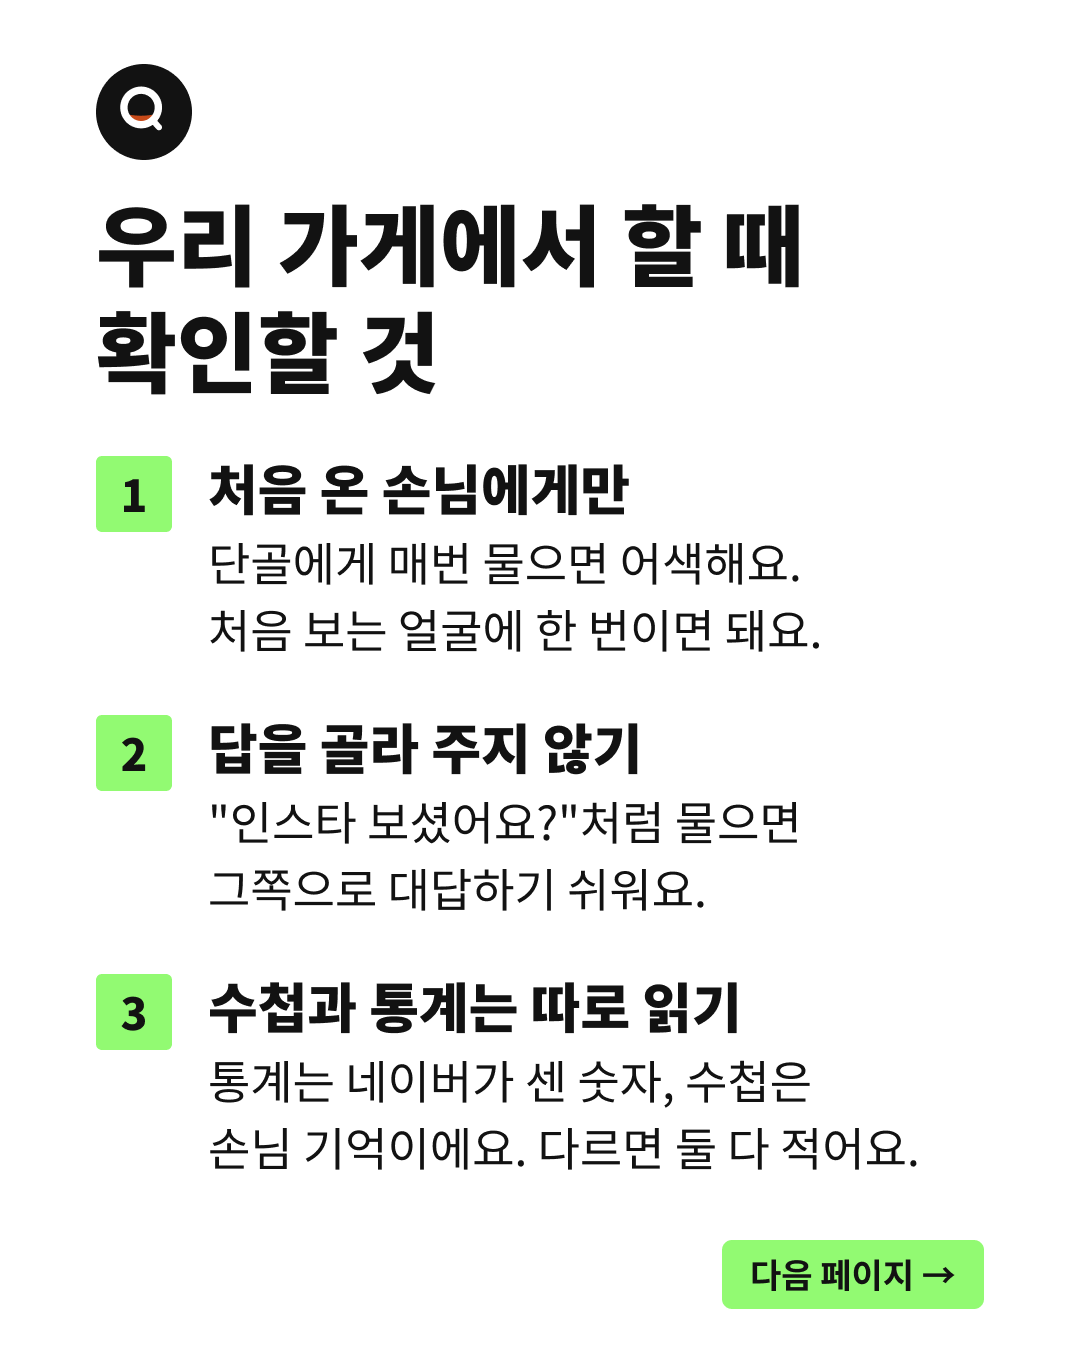 우리 가게에서 할 때
확인할 것
1
처음 온 손님에게만
단골에게 매번 물으면 어색해요.
처음 보는 얼굴에 한 번이면 돼요.
2
답을 골라 주지 않기
"인스타 보셨어요?"처럼 물으면
그쪽으로 대답하기 쉬워요.
3
수첩과 통계는 따로 읽기
통계는 네이버가 센 숫자, 수첩은
손님 기억이에요. 다르면 둘 다 적어요.
다음 페이지 →